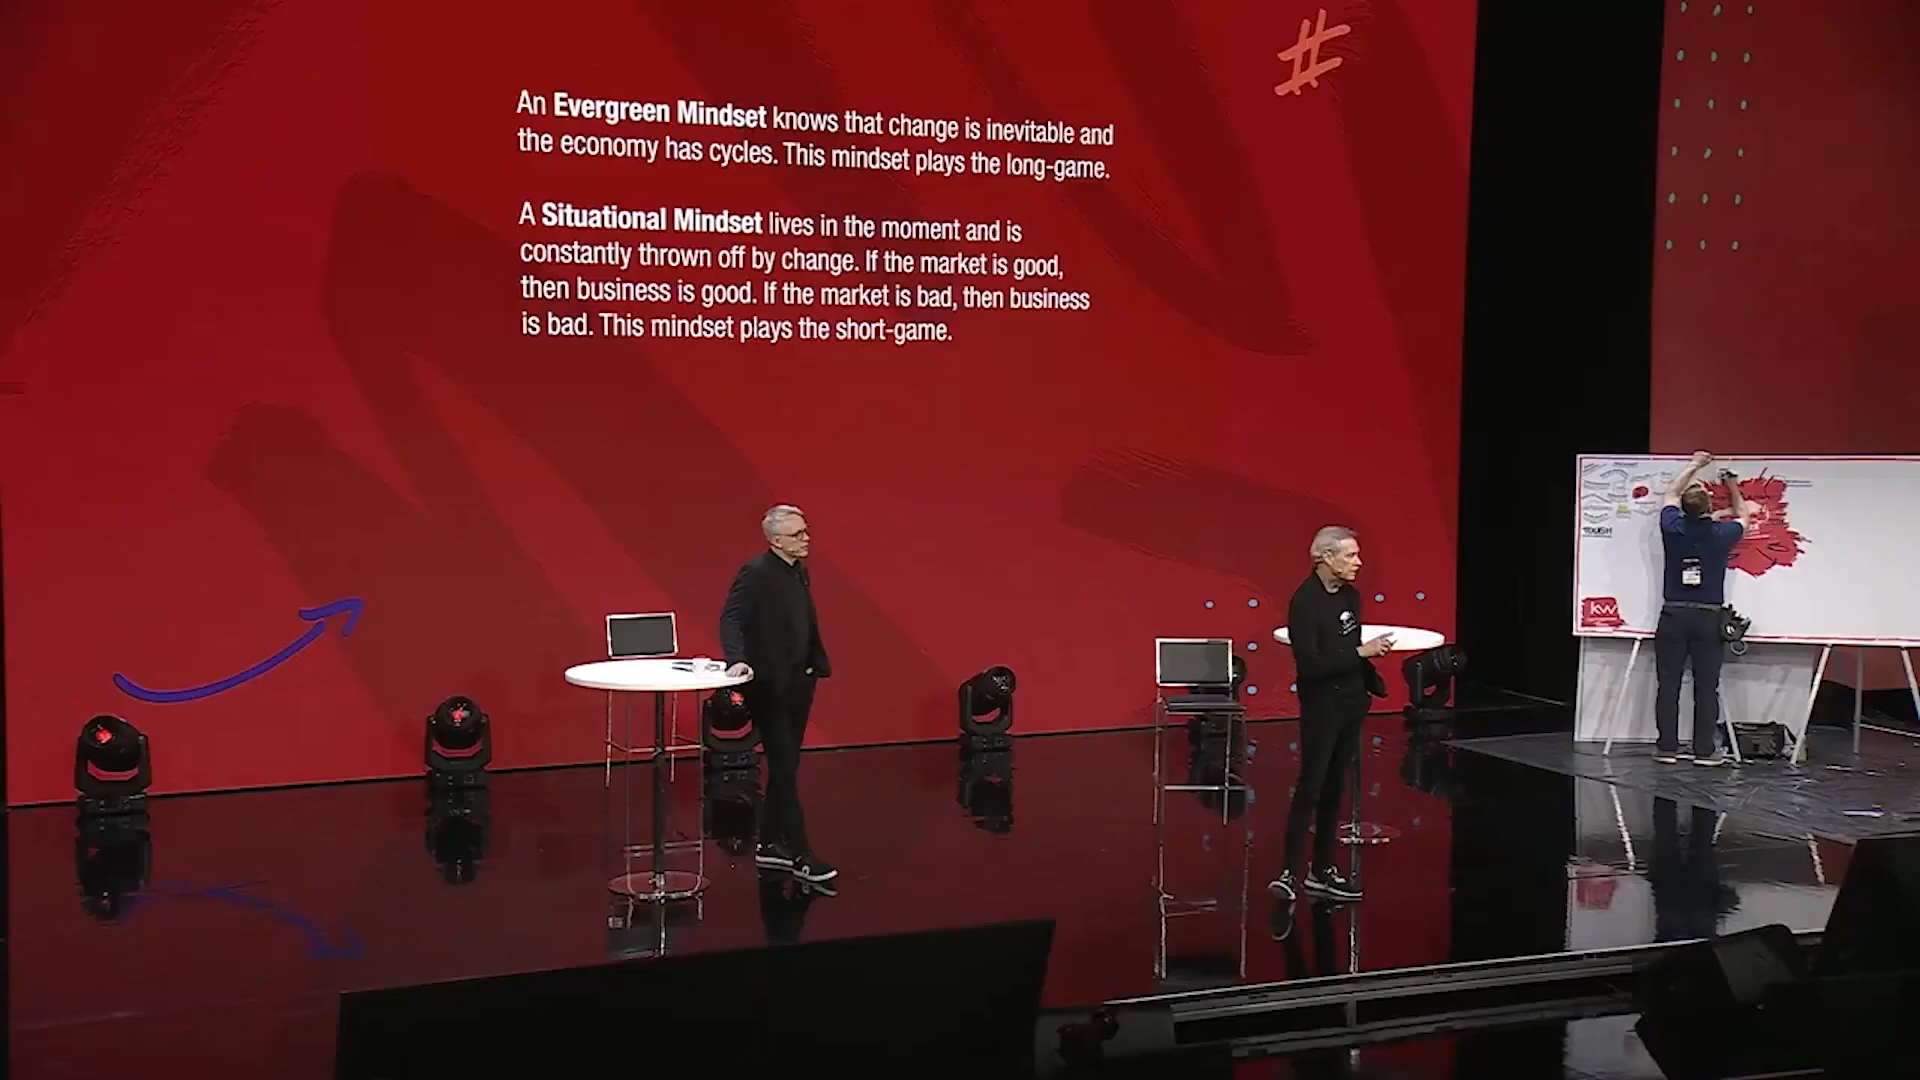 An Evergreen Mindset knows that change is inevitable and
the economy has cycles. This mindset plays the long-game.
A Situational Mindset lives in the moment and is
constantly thrown off by change. If the market is good,
then business is good. If the market is bad, then business
is bad. This mindset plays the short-game.
#
TOUGH
kw